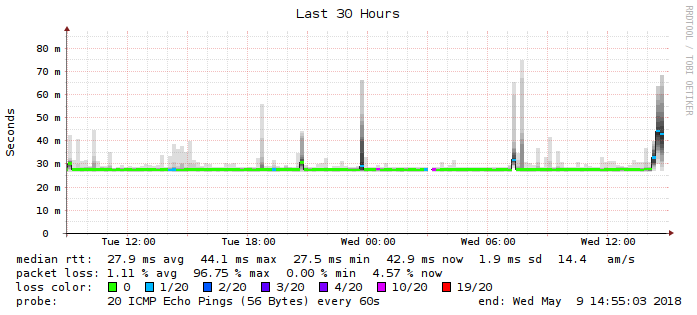 Last 30 Hours
RRDTOOL / TOBI OETIKER
Seconds
80 m
70 m
60 m
50 m
40 m
30 m
20 m
10 m
0
Tue 12:00 Tue 18:00 Wed 00:00 Wed 06:00 Wed 12:00
median rtt: 27.9 ms avg 44.1 ms max 27.5 ms min 42.9 ms now 1.9 ms sd 14.4 am/s
packet loss: 1.11 % avg 96.75 % max 0.00 % min 4.57 % now
loss color: 0 1/20 2/20 3/20 4/20 10/20 19/20
probe: 20 ICMP Echo Pings (56 Bytes) every 60s end: Wed May 9 14:55:03 2018